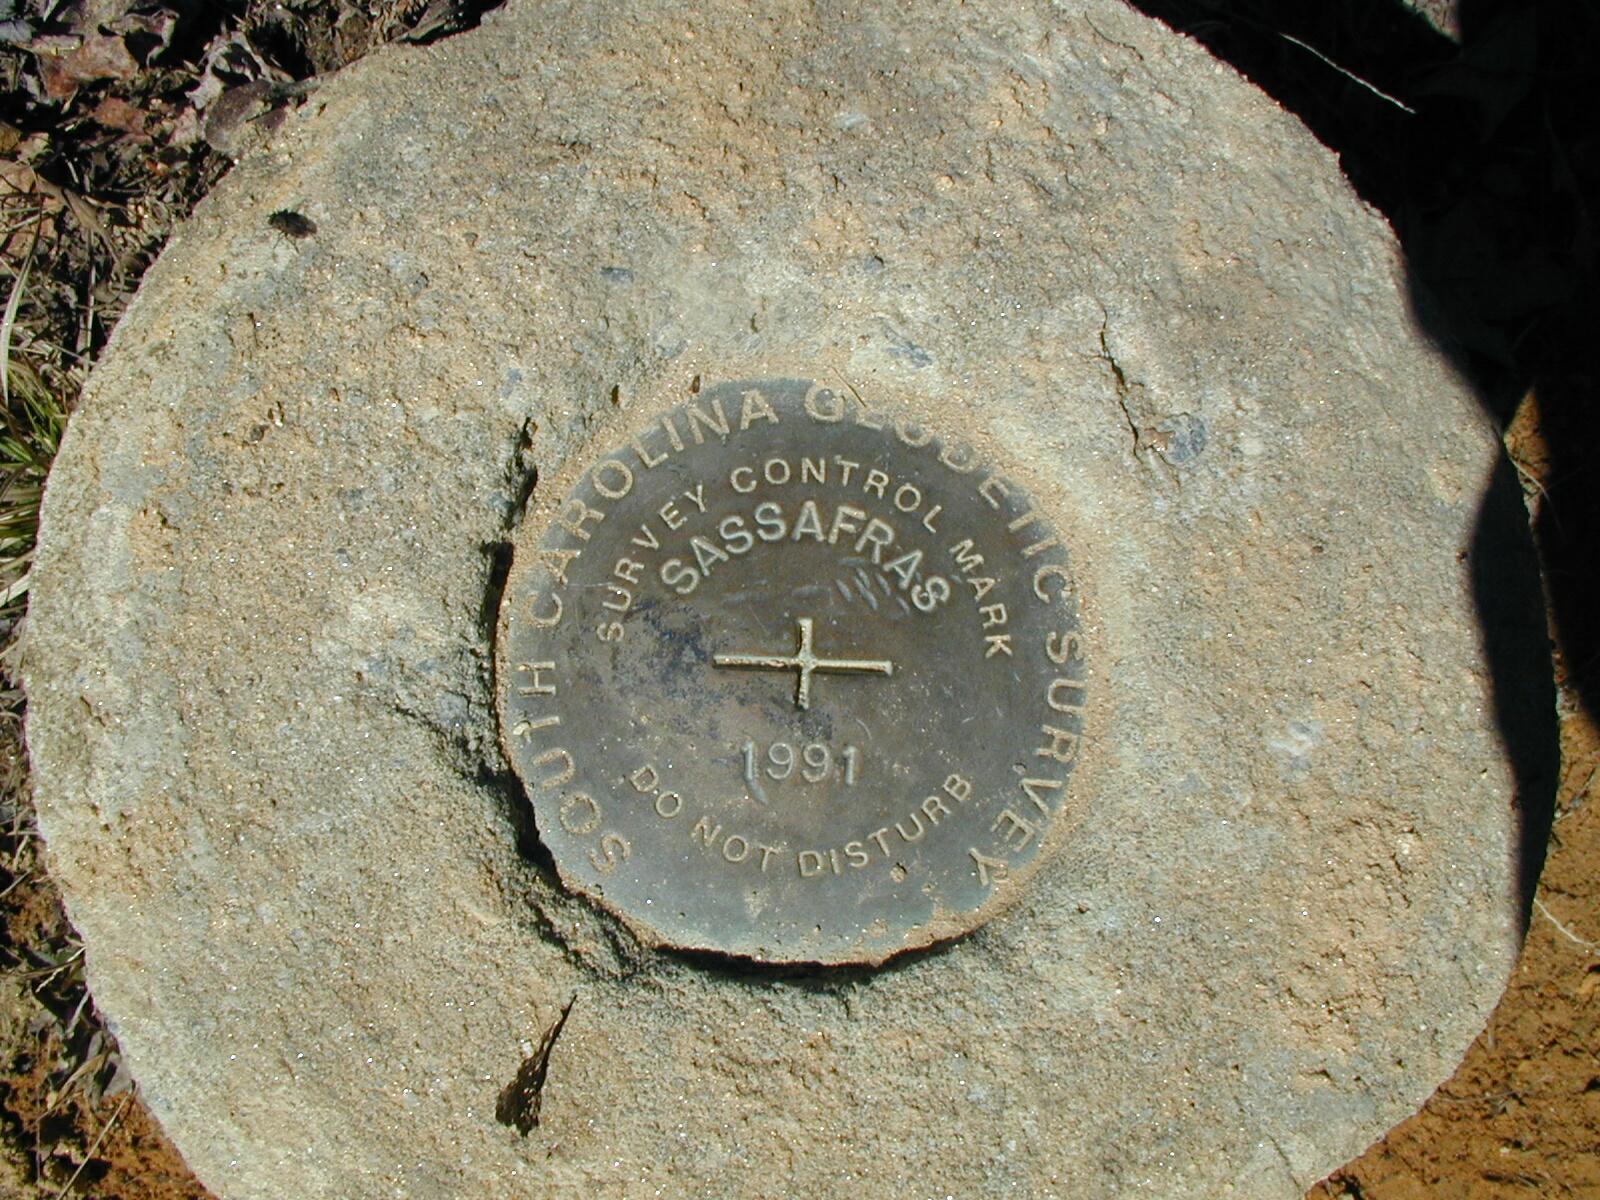 SOUTH CAROLINA GEODETIC SURVEY
SURVEY CONTROL MARK
SASSAFRAS
1991
DO NOT DISTURB